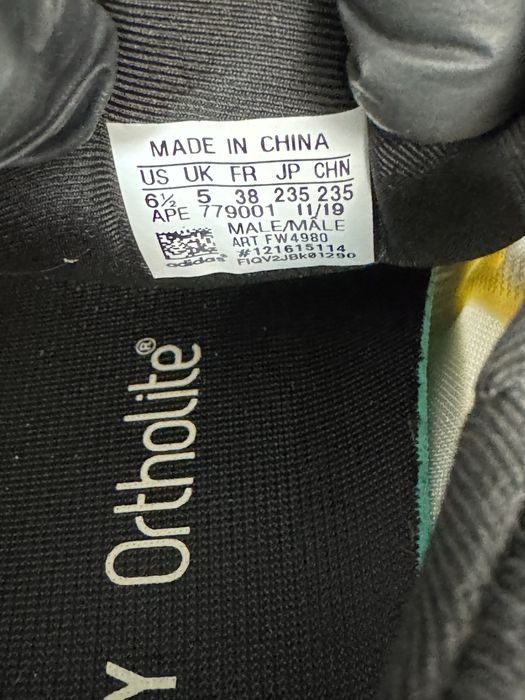 MADE IN CHINA
US UK FR JP CHN
6½ 5 38 235 235
APE 779001 11/19
MALE/MÂLE
ART FW4980
#121615114
adidas FIQV2JBk01290
Ortholite®
Y